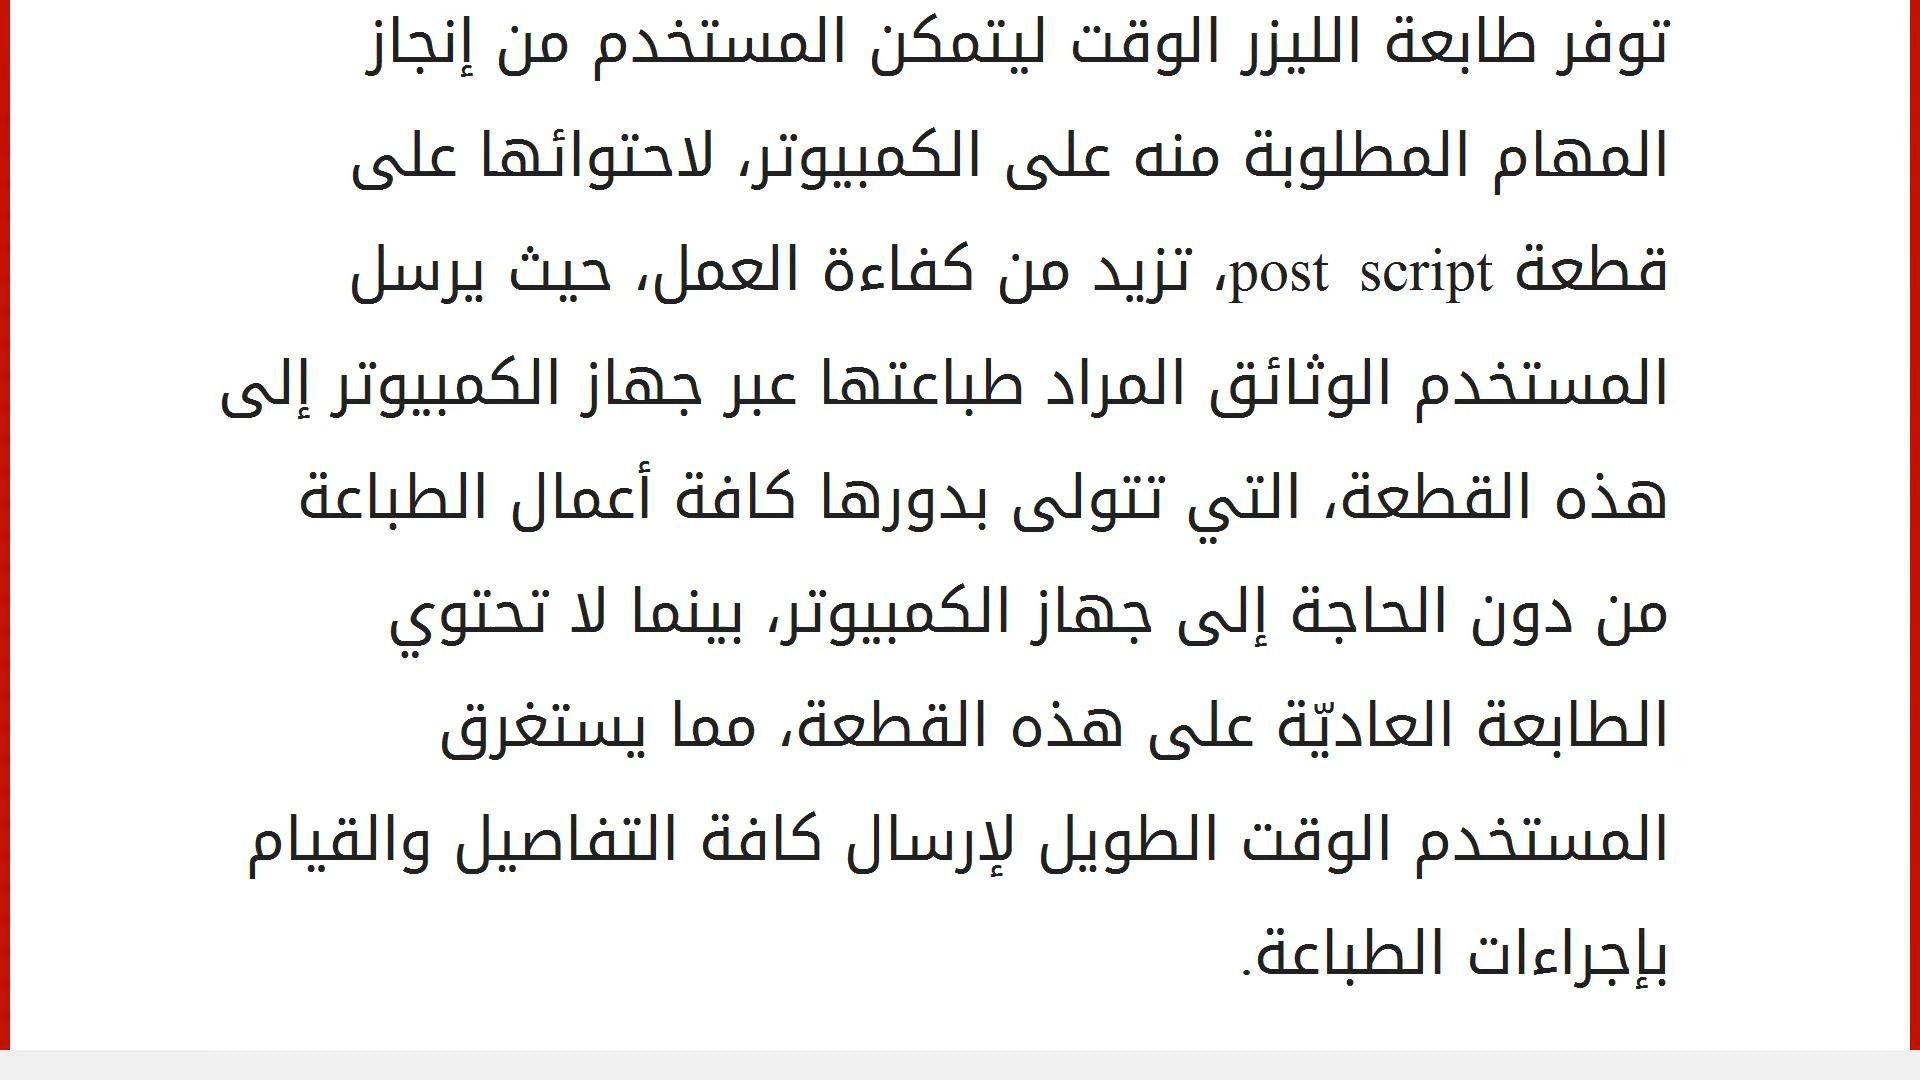 توفر طابعة الليزر الوقت ليتمكن المستخدم من إنجاز
المهام المطلوبة منه على الكمبيوتر، لاحتوائها على
قطعة post script، تزيد من كفاءة العمل، حيث يرسل
المستخدم الوثائق المراد طباعتها عبر جهاز الكمبيوتر إلى
هذه القطعة، التي تتولى بدورها كافة أعمال الطباعة
من دون الحاجة إلى جهاز الكمبيوتر، بينما لا تحتوي
الطابعة العاديّة على هذه القطعة، مما يستغرق
المستخدم الوقت الطويل لإرسال كافة التفاصيل والقيام
بإجراءات الطباعة.